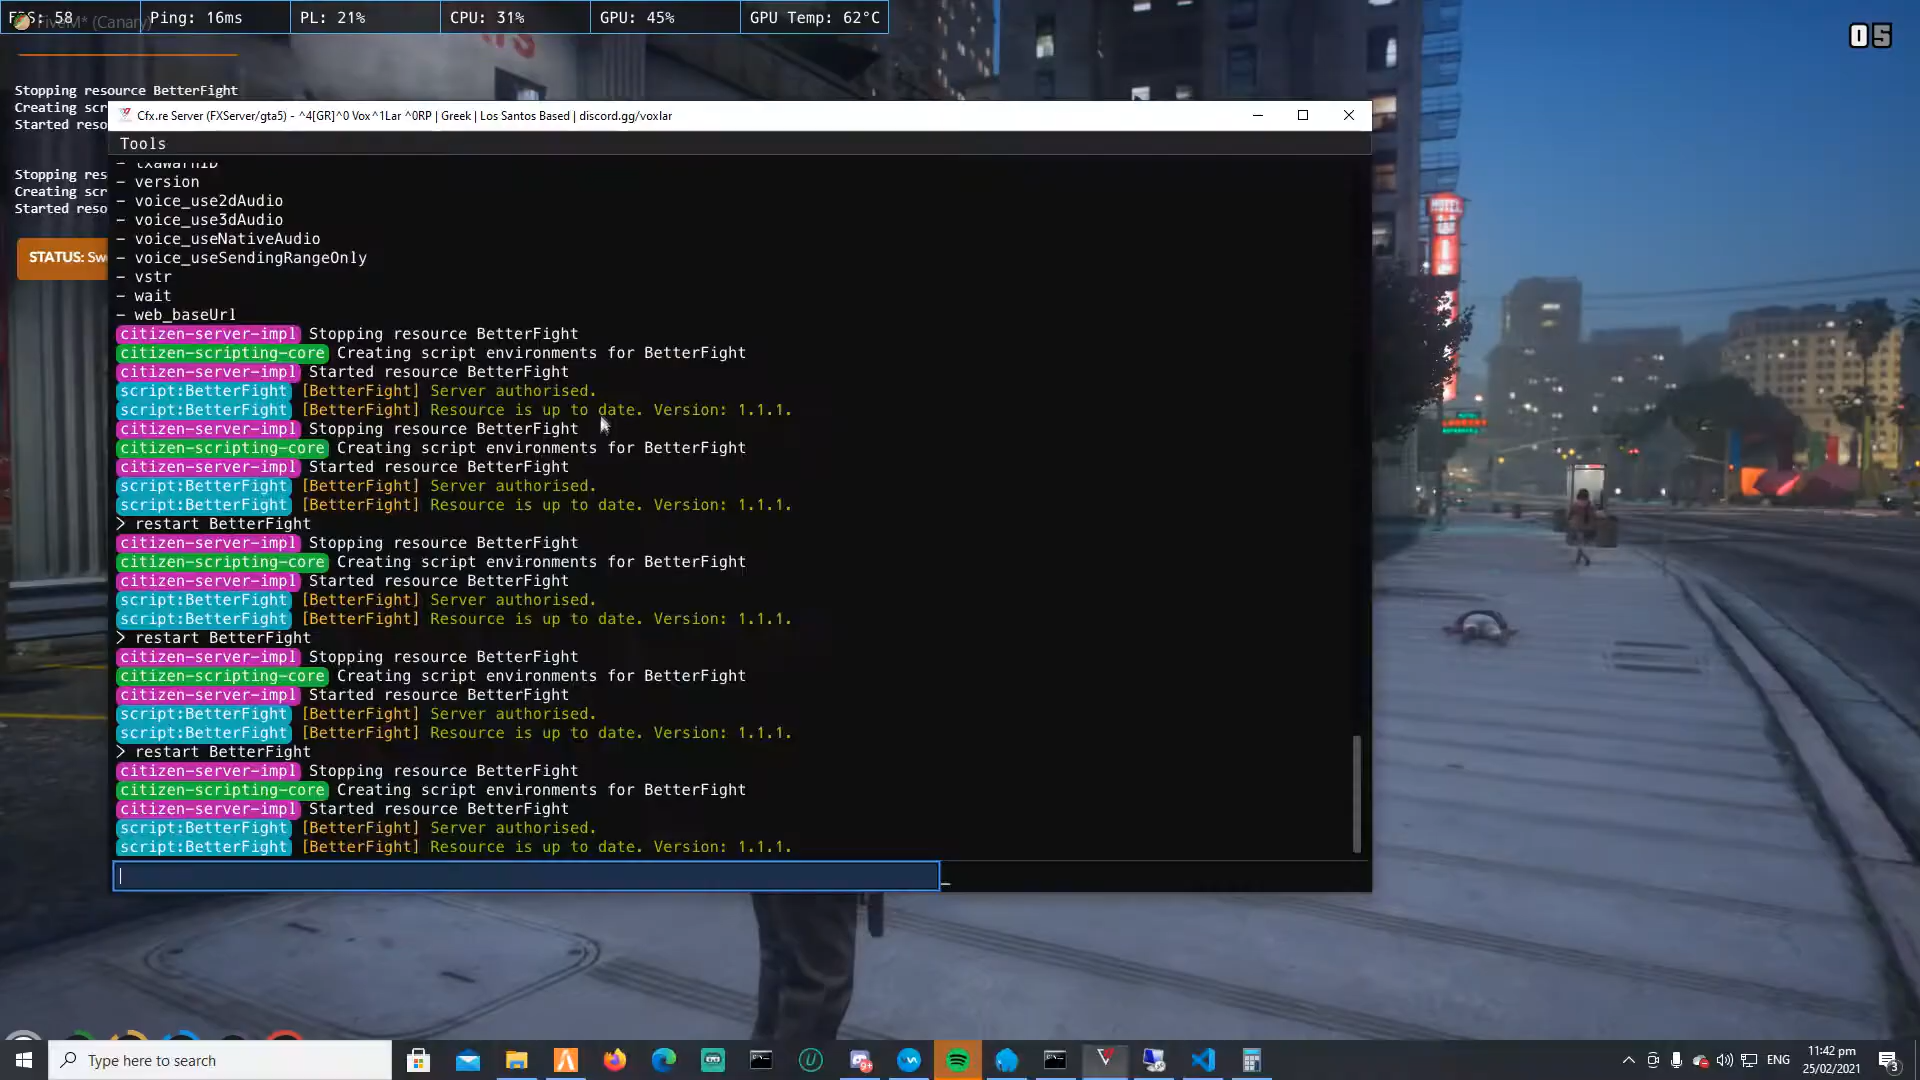 FPS: 58
Ping: 16ms
PL: 21%
CPU: 31%
GPU: 45%
GPU Temp: 62°C
FiveM* (Canary)
05
Stopping resource BetterFight
Creating scr
Started reso
Stopping res
Creating scr
Started reso
STATUS: Sw
Cfx.re Server (FXServer/gta5) - ^4[GR]^0 Vox^1Lar ^0RP | Greek | Los Santos Based | discord.gg/voxlar
Tools
- txawarnID
- version
- voice_use2dAudio
- voice_use3dAudio
- voice_useNativeAudio
- voice_useSendingRangeOnly
- vstr
- wait
- web_baseUrl
citizen-server-impl Stopping resource BetterFight
citizen-scripting-core Creating script environments for BetterFight
citizen-server-impl Started resource BetterFight
script:BetterFight [BetterFight] Server authorised.
script:BetterFight [BetterFight] Resource is up to date. Version: 1.1.1.
citizen-server-impl Stopping resource BetterFight
citizen-scripting-core Creating script environments for BetterFight
citizen-server-impl Started resource BetterFight
script:BetterFight [BetterFight] Server authorised.
script:BetterFight [BetterFight] Resource is up to date. Version: 1.1.1.
> restart BetterFight
citizen-server-impl Stopping resource BetterFight
citizen-scripting-core Creating script environments for BetterFight
citizen-server-impl Started resource BetterFight
script:BetterFight [BetterFight] Server authorised.
script:BetterFight [BetterFight] Resource is up to date. Version: 1.1.1.
> restart BetterFight
citizen-server-impl Stopping resource BetterFight
citizen-scripting-core Creating script environments for BetterFight
citizen-server-impl Started resource BetterFight
script:BetterFight [BetterFight] Server authorised.
script:BetterFight [BetterFight] Resource is up to date. Version: 1.1.1.
> restart BetterFight
citizen-server-impl Stopping resource BetterFight
citizen-scripting-core Creating script environments for BetterFight
citizen-server-impl Started resource BetterFight
script:BetterFight [BetterFight] Server authorised.
script:BetterFight [BetterFight] Resource is up to date. Version: 1.1.1.
HOTEL
Type here to search
ENG
11:42 pm
25/02/2021
3